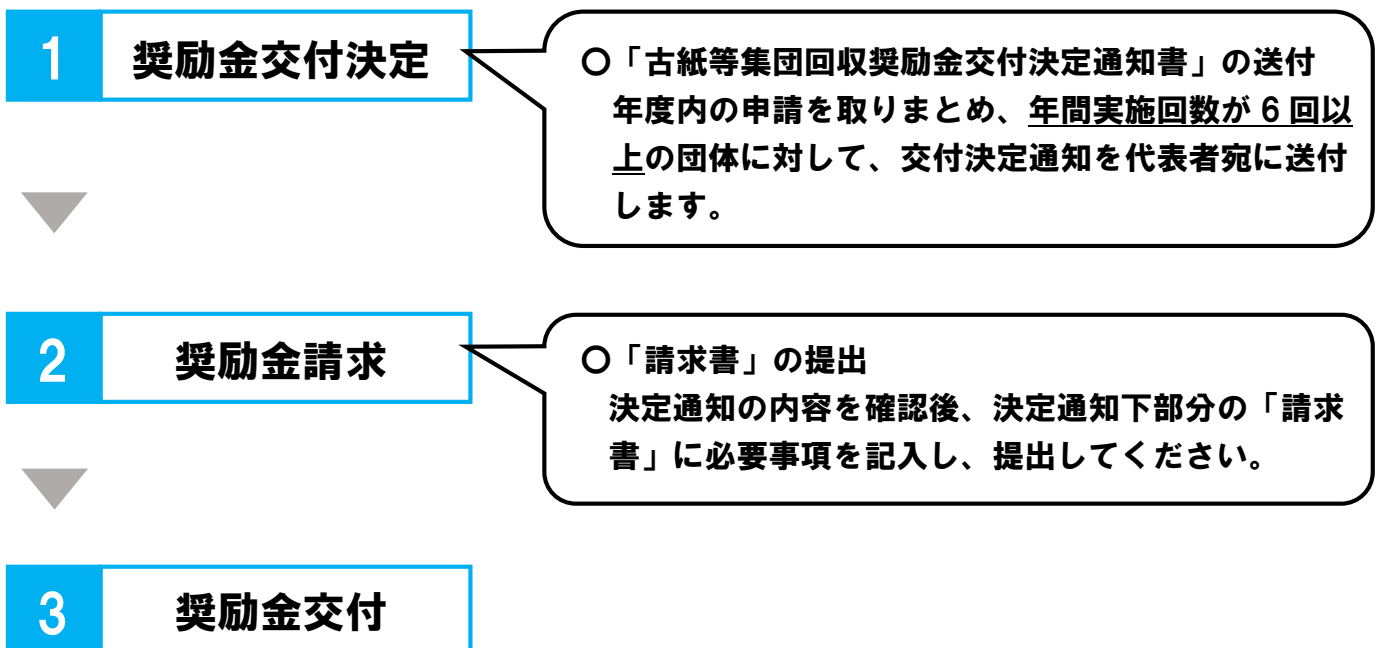 1 奨励金交付決定
〇「古紙等集団回収奨励金交付決定通知書」の送付
年度内の申請を取りまとめ、年間実施回数が 6 回以
上の団体に対して、交付決定通知を代表者宛に送付
します。
2 奨励金請求
〇「請求書」の提出
決定通知の内容を確認後、決定通知下部分の「請求
書」に必要事項を記入し、提出してください。
3 奨励金交付